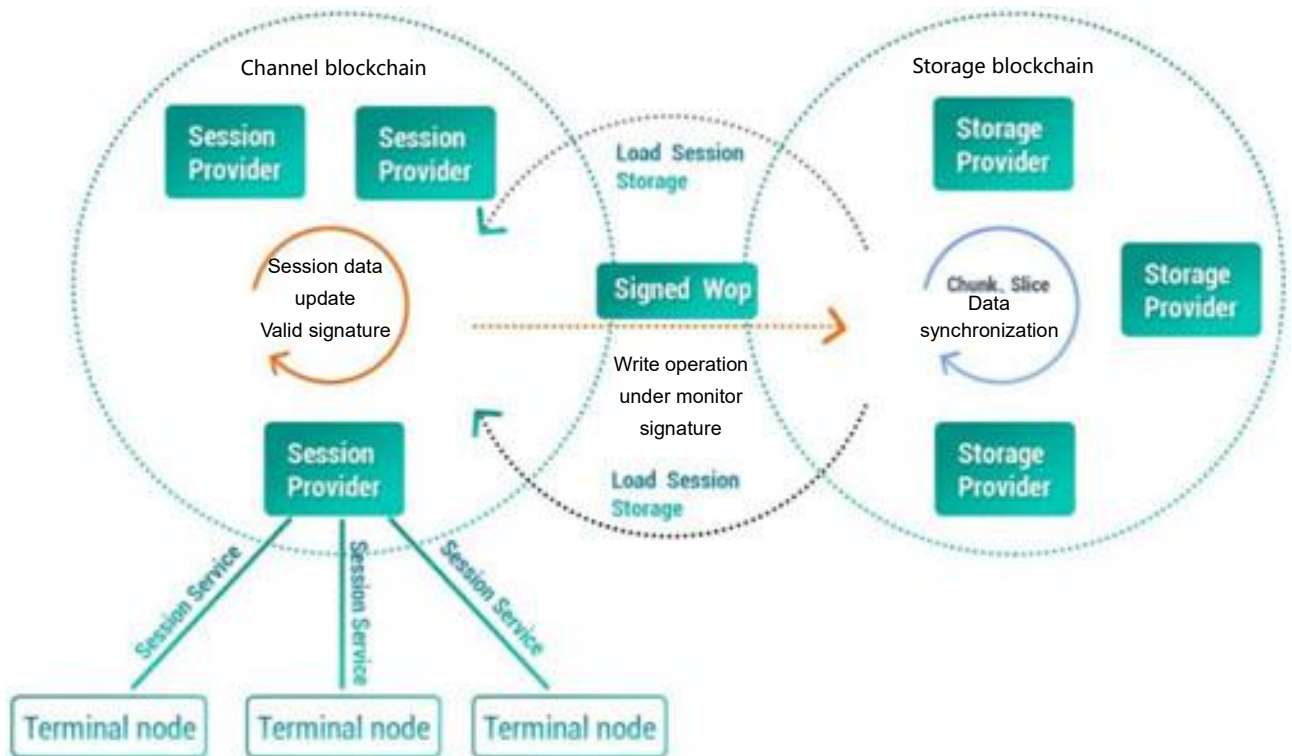 Channel blockchain
Storage blockchain
Session
Provider
Session
Provider
Storage
Provider
Load Session
Storage
Session data
update
Valid signature
Signed Wop
Chunk. Slice
Data
synchronization
Storage
Provider
Write operation
under monitor
signature
Session
Provider
Load Session
Storage
Storage
Provider
Session Service
Session Service
Session Service
Terminal node
Terminal node
Terminal node